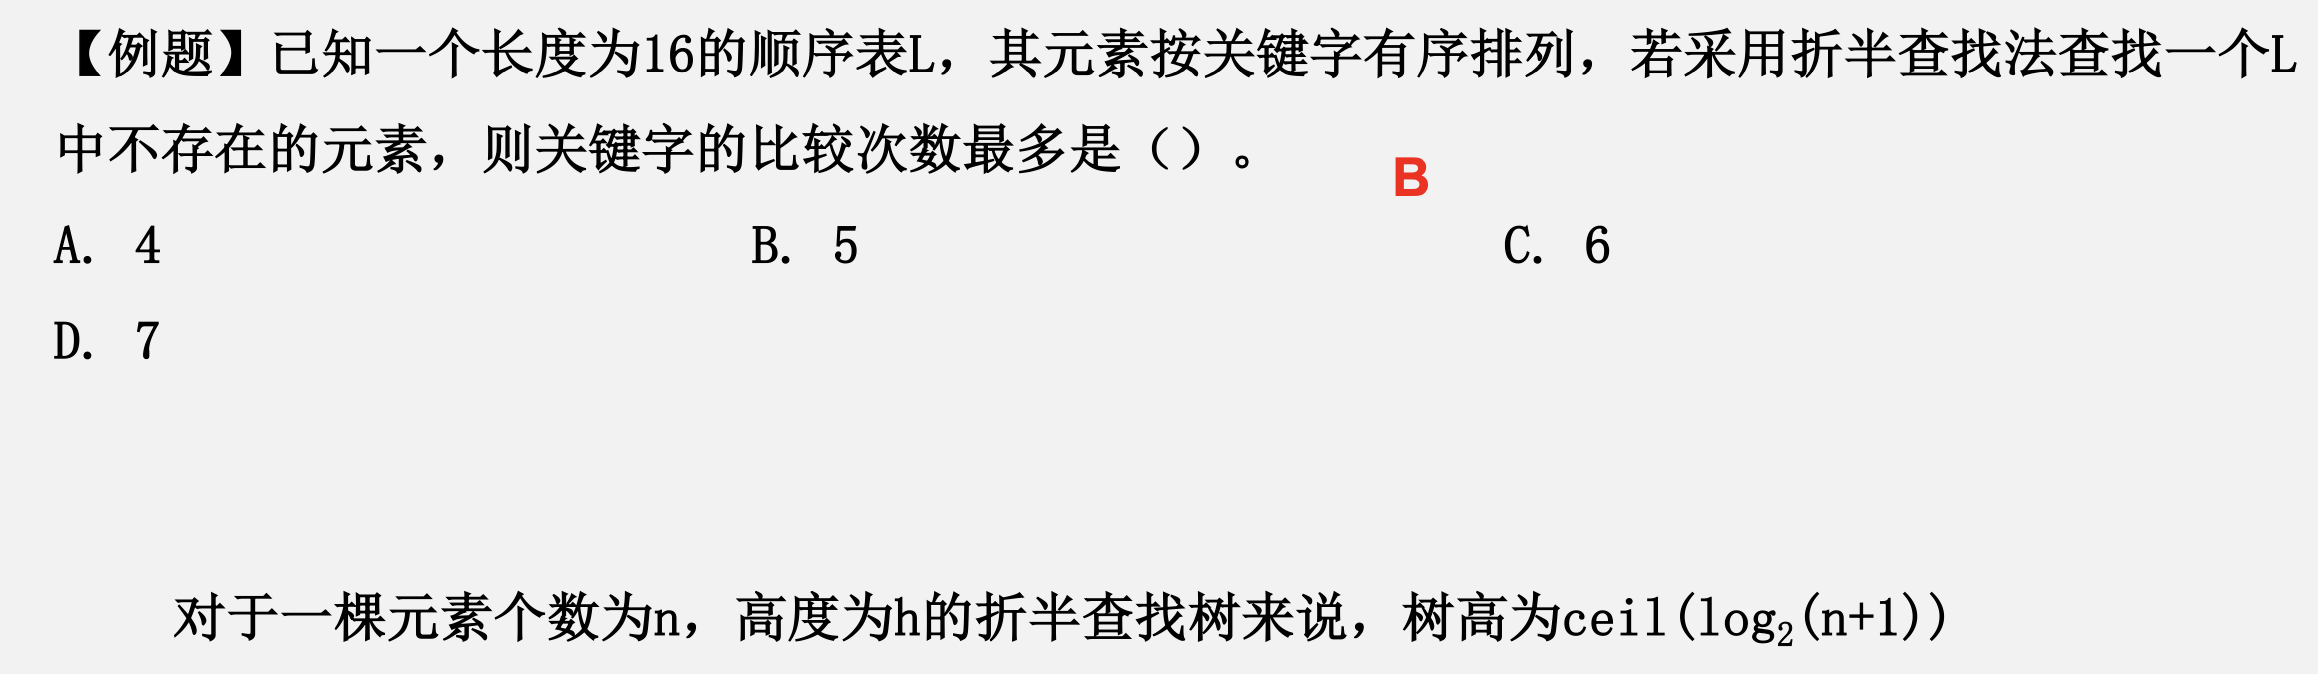 【例题】已知一个长度为16的顺序表L，其元素按关键字有序排列，若采用折半查找法查找一个L
中不存在的元素，则关键字的比较次数最多是（）。
B
A. 4 B. 5 C. 6
D. 7
对于一棵元素个数为n，高度为h的折半查找树来说，树高为ceil(log₂(n+1))